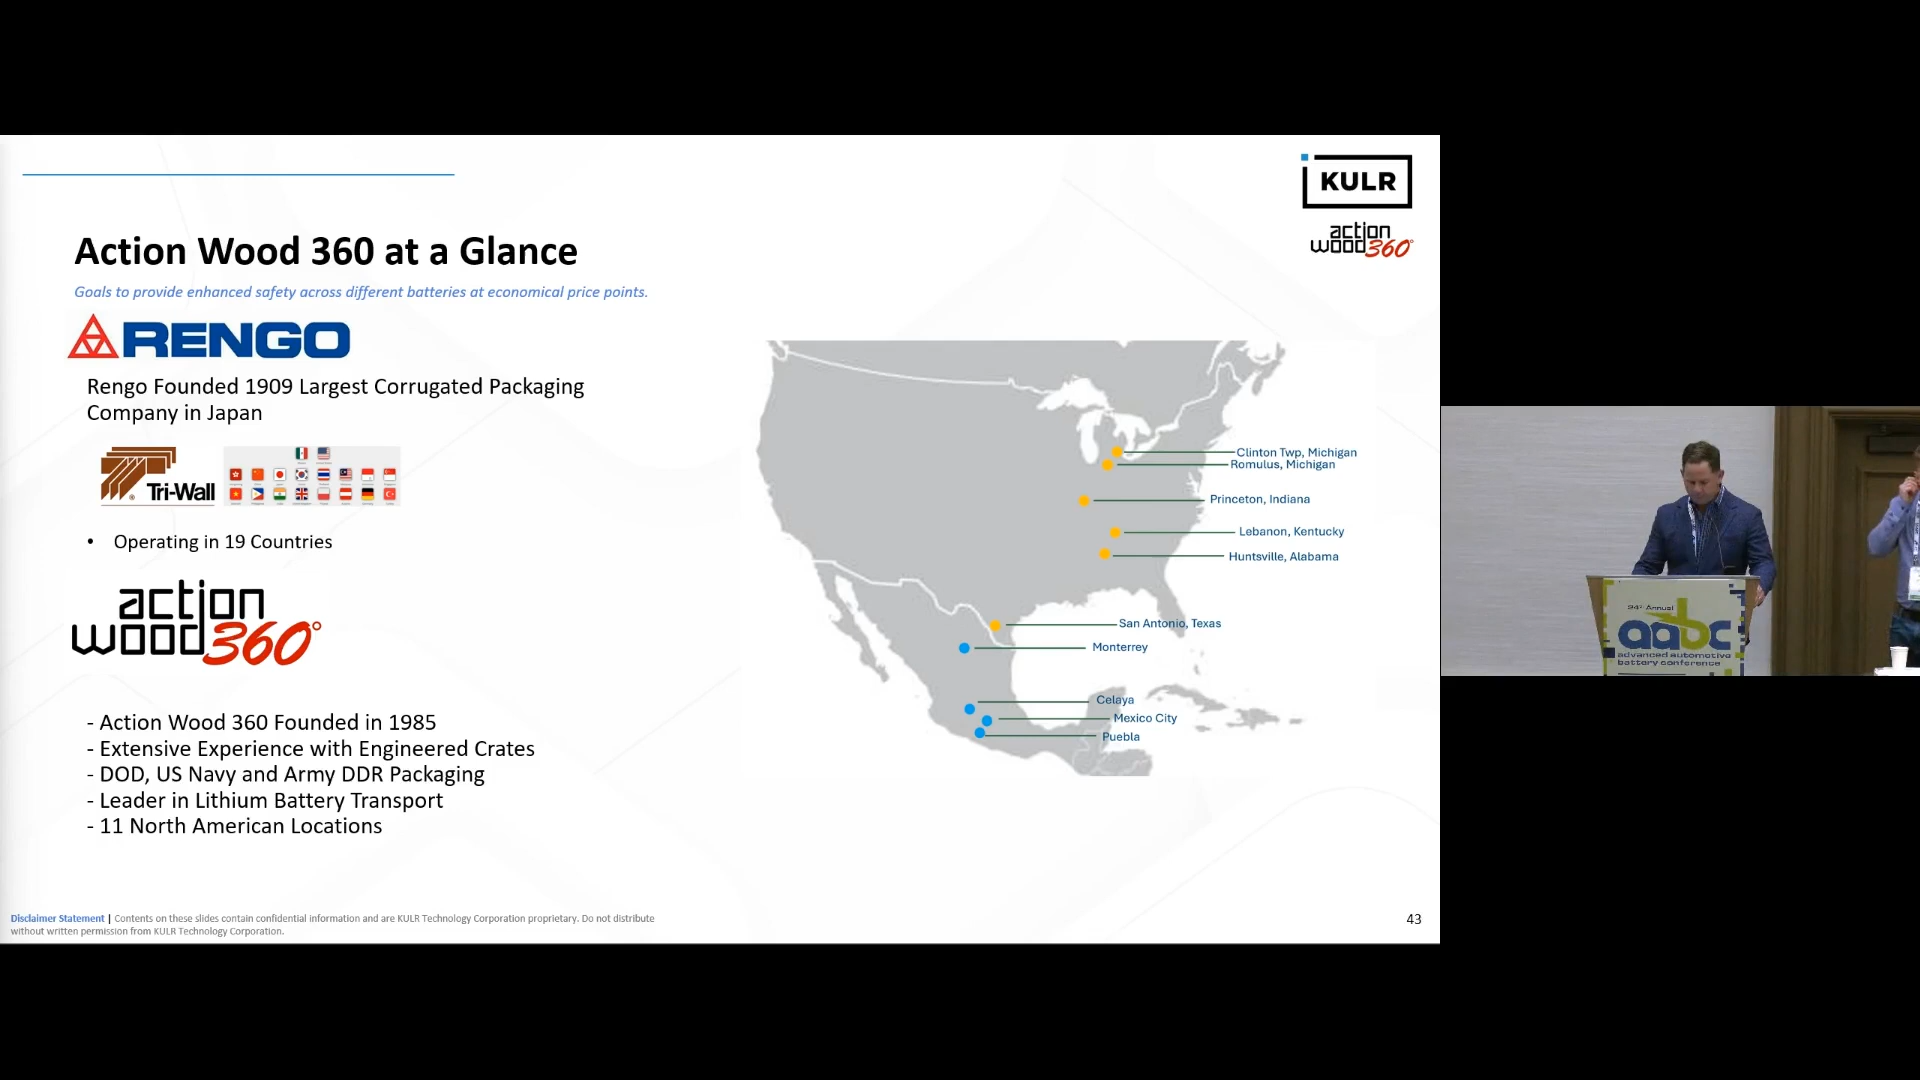 KULR
action
wood360°
Action Wood 360 at a Glance
Goals to provide enhanced safety across different batteries at economical price points.
RENGO
Rengo Founded 1909 Largest Corrugated Packaging
Company in Japan
Tri-Wall
• Operating in 19 Countries
action
wood360°
- Action Wood 360 Founded in 1985
- Extensive Experience with Engineered Crates
- DOD, US Navy and Army DDR Packaging
- Leader in Lithium Battery Transport
- 11 North American Locations
Clinton Twp, Michigan
Romulus, Michigan
Princeton, Indiana
Lebanon, Kentucky
Huntsville, Alabama
San Antonio, Texas
Monterrey
Celaya
Mexico City
Puebla
Disclaimer Statement | Contents on these slides contain confidential information and are KULR Technology Corporation proprietary. Do not distribute
without written permission from KULR Technology Corporation.
43
24th Annual
aabc
advanced automotive
battery conference